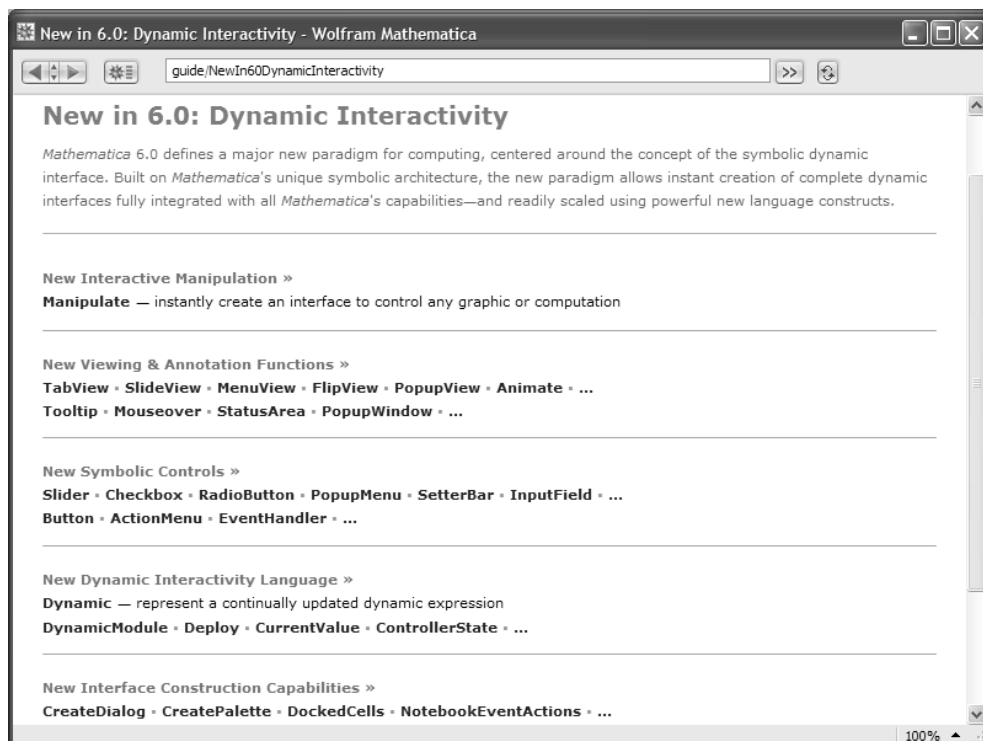 New in 6.0: Dynamic Interactivity - Wolfram Mathematica
guide/NewIn60DynamicInteractivity
>>
New in 6.0: Dynamic Interactivity
Mathematica 6.0 defines a major new paradigm for computing, centered around the concept of the symbolic dynamic
interface. Built on Mathematica's unique symbolic architecture, the new paradigm allows instant creation of complete dynamic
interfaces fully integrated with all Mathematica's capabilities—and readily scaled using powerful new language constructs.
New Interactive Manipulation »
Manipulate — instantly create an interface to control any graphic or computation
New Viewing & Annotation Functions »
TabView ▪ SlideView ▪ MenuView ▪ FlipView ▪ PopupView ▪ Animate ▪ ...
Tooltip ▪ Mouseover ▪ StatusArea ▪ PopupWindow ▪ ...
New Symbolic Controls »
Slider ▪ Checkbox ▪ RadioButton ▪ PopupMenu ▪ SetterBar ▪ InputField ▪ ...
Button ▪ ActionMenu ▪ EventHandler ▪ ...
New Dynamic Interactivity Language »
Dynamic — represent a continually updated dynamic expression
DynamicModule ▪ Deploy ▪ CurrentValue ▪ ControllerState ▪ ...
New Interface Construction Capabilities »
CreateDialog ▪ CreatePalette ▪ DockedCells ▪ NotebookEventActions ▪ ...
100%